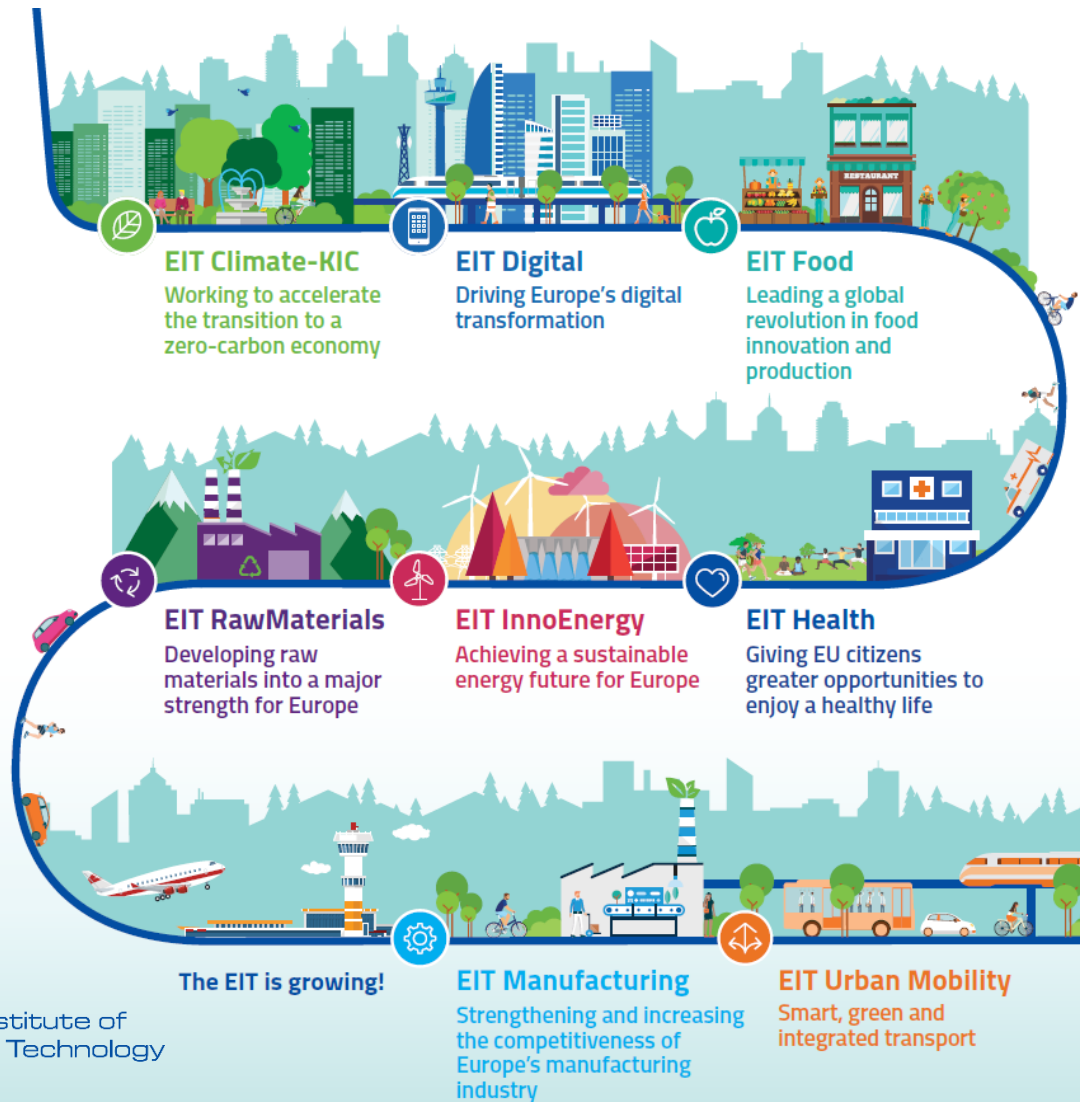 RESTAURANT
EIT Climate-KIC
Working to accelerate
the transition to a
zero-carbon economy
EIT Digital
Driving Europe's digital
transformation
EIT Food
Leading a global
revolution in food
innovation and
production
EIT RawMaterials
Developing raw
materials into a major
strength for Europe
EIT InnoEnergy
Achieving a sustainable
energy future for Europe
EIT Health
Giving EU citizens
greater opportunities to
enjoy a healthy life
The EIT is growing!
EIT Manufacturing
Strengthening and increasing
the competitiveness of
Europe's manufacturing
industry
EIT Urban Mobility
Smart, green and
integrated transport
stitute of
Technology